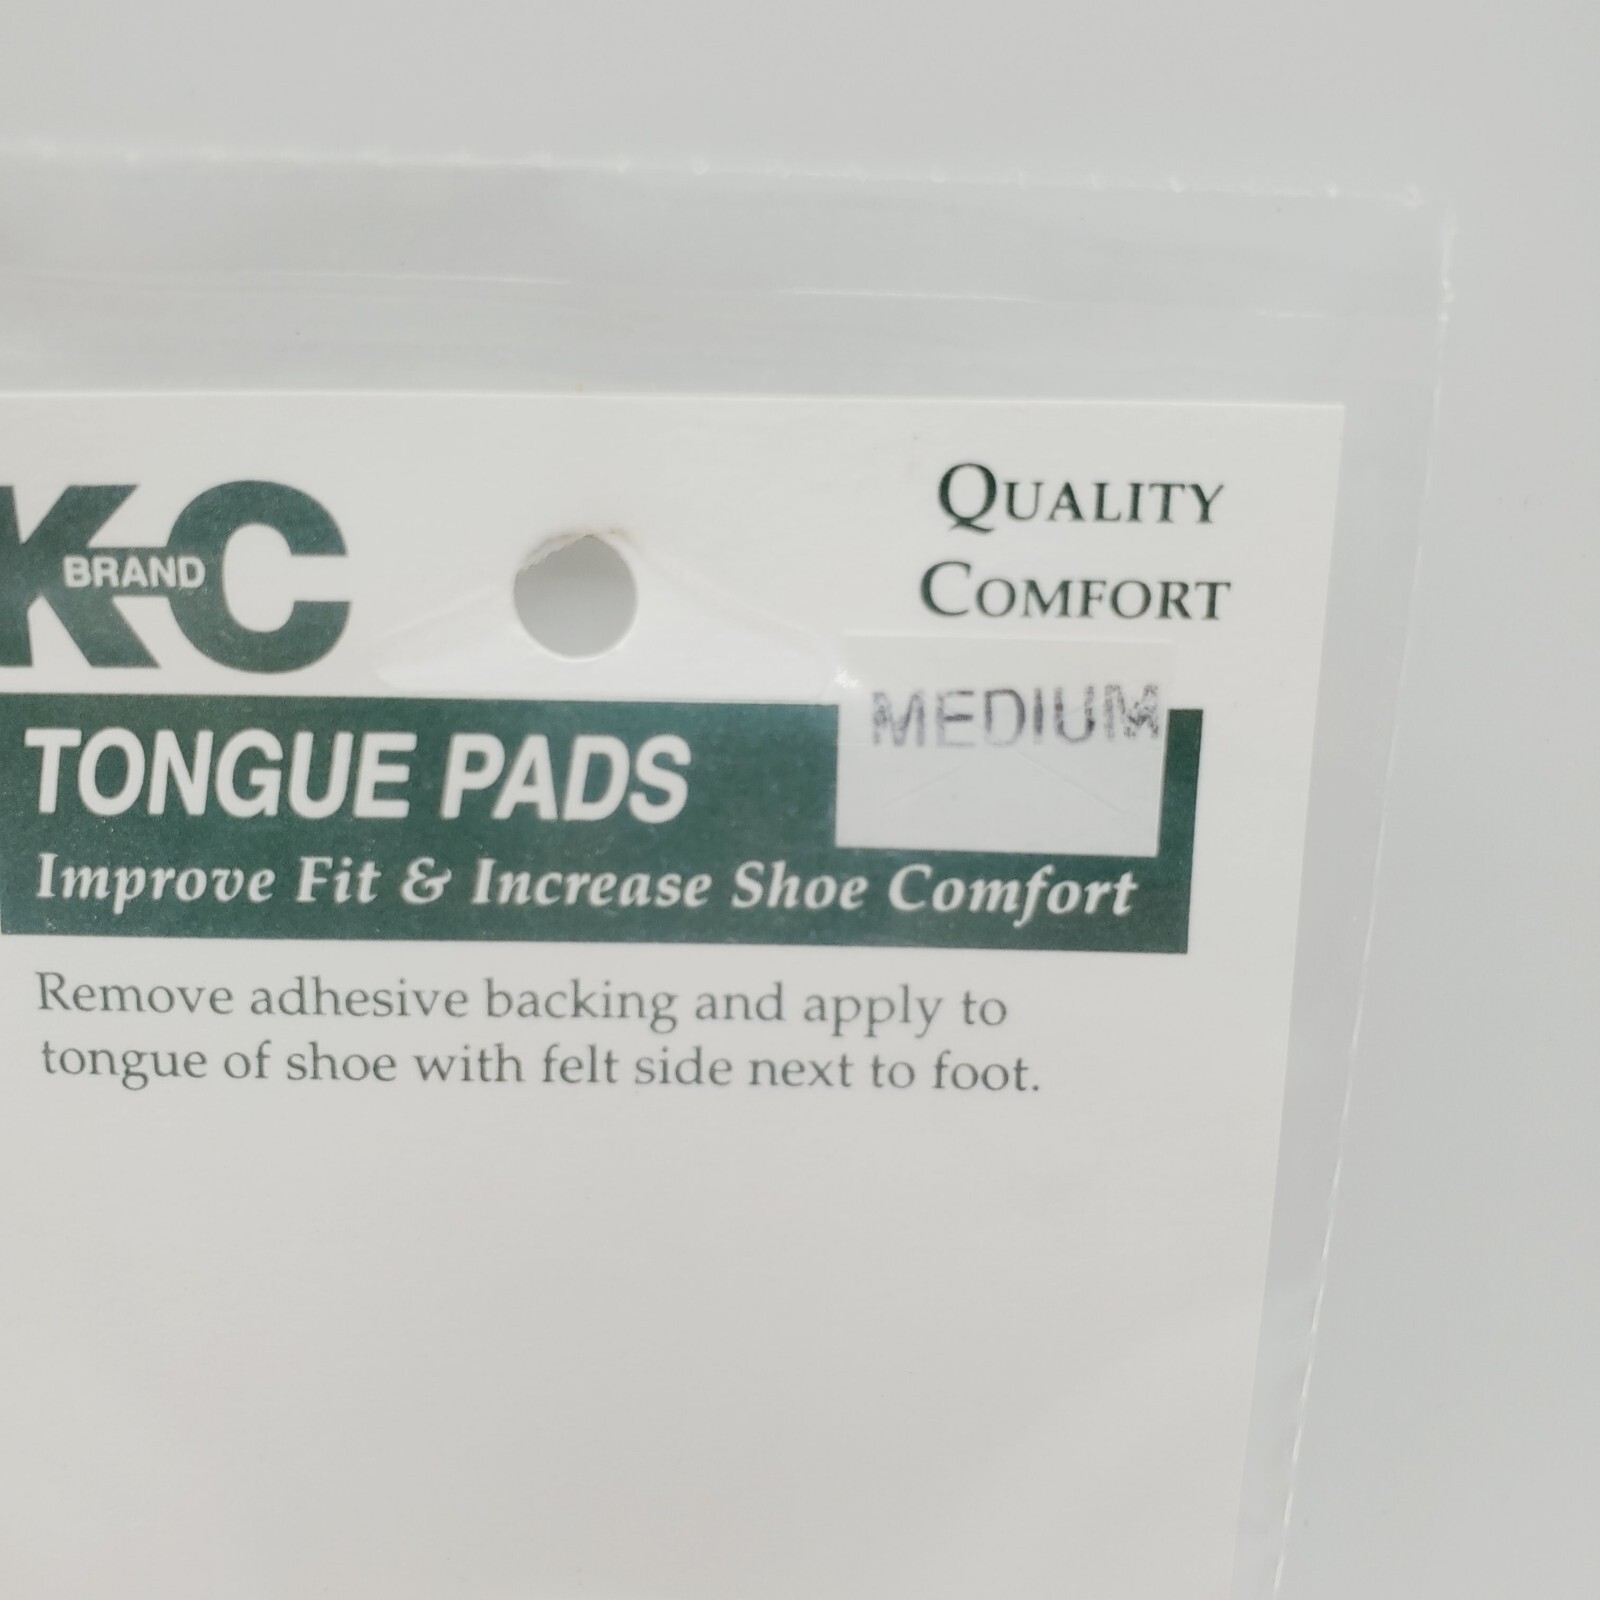 KC
BRAND
QUALITY
COMFORT
MEDIUM
TONGUE PADS
Improve Fit & Increase Shoe Comfort
Remove adhesive backing and apply to
tongue of shoe with felt side next to foot.